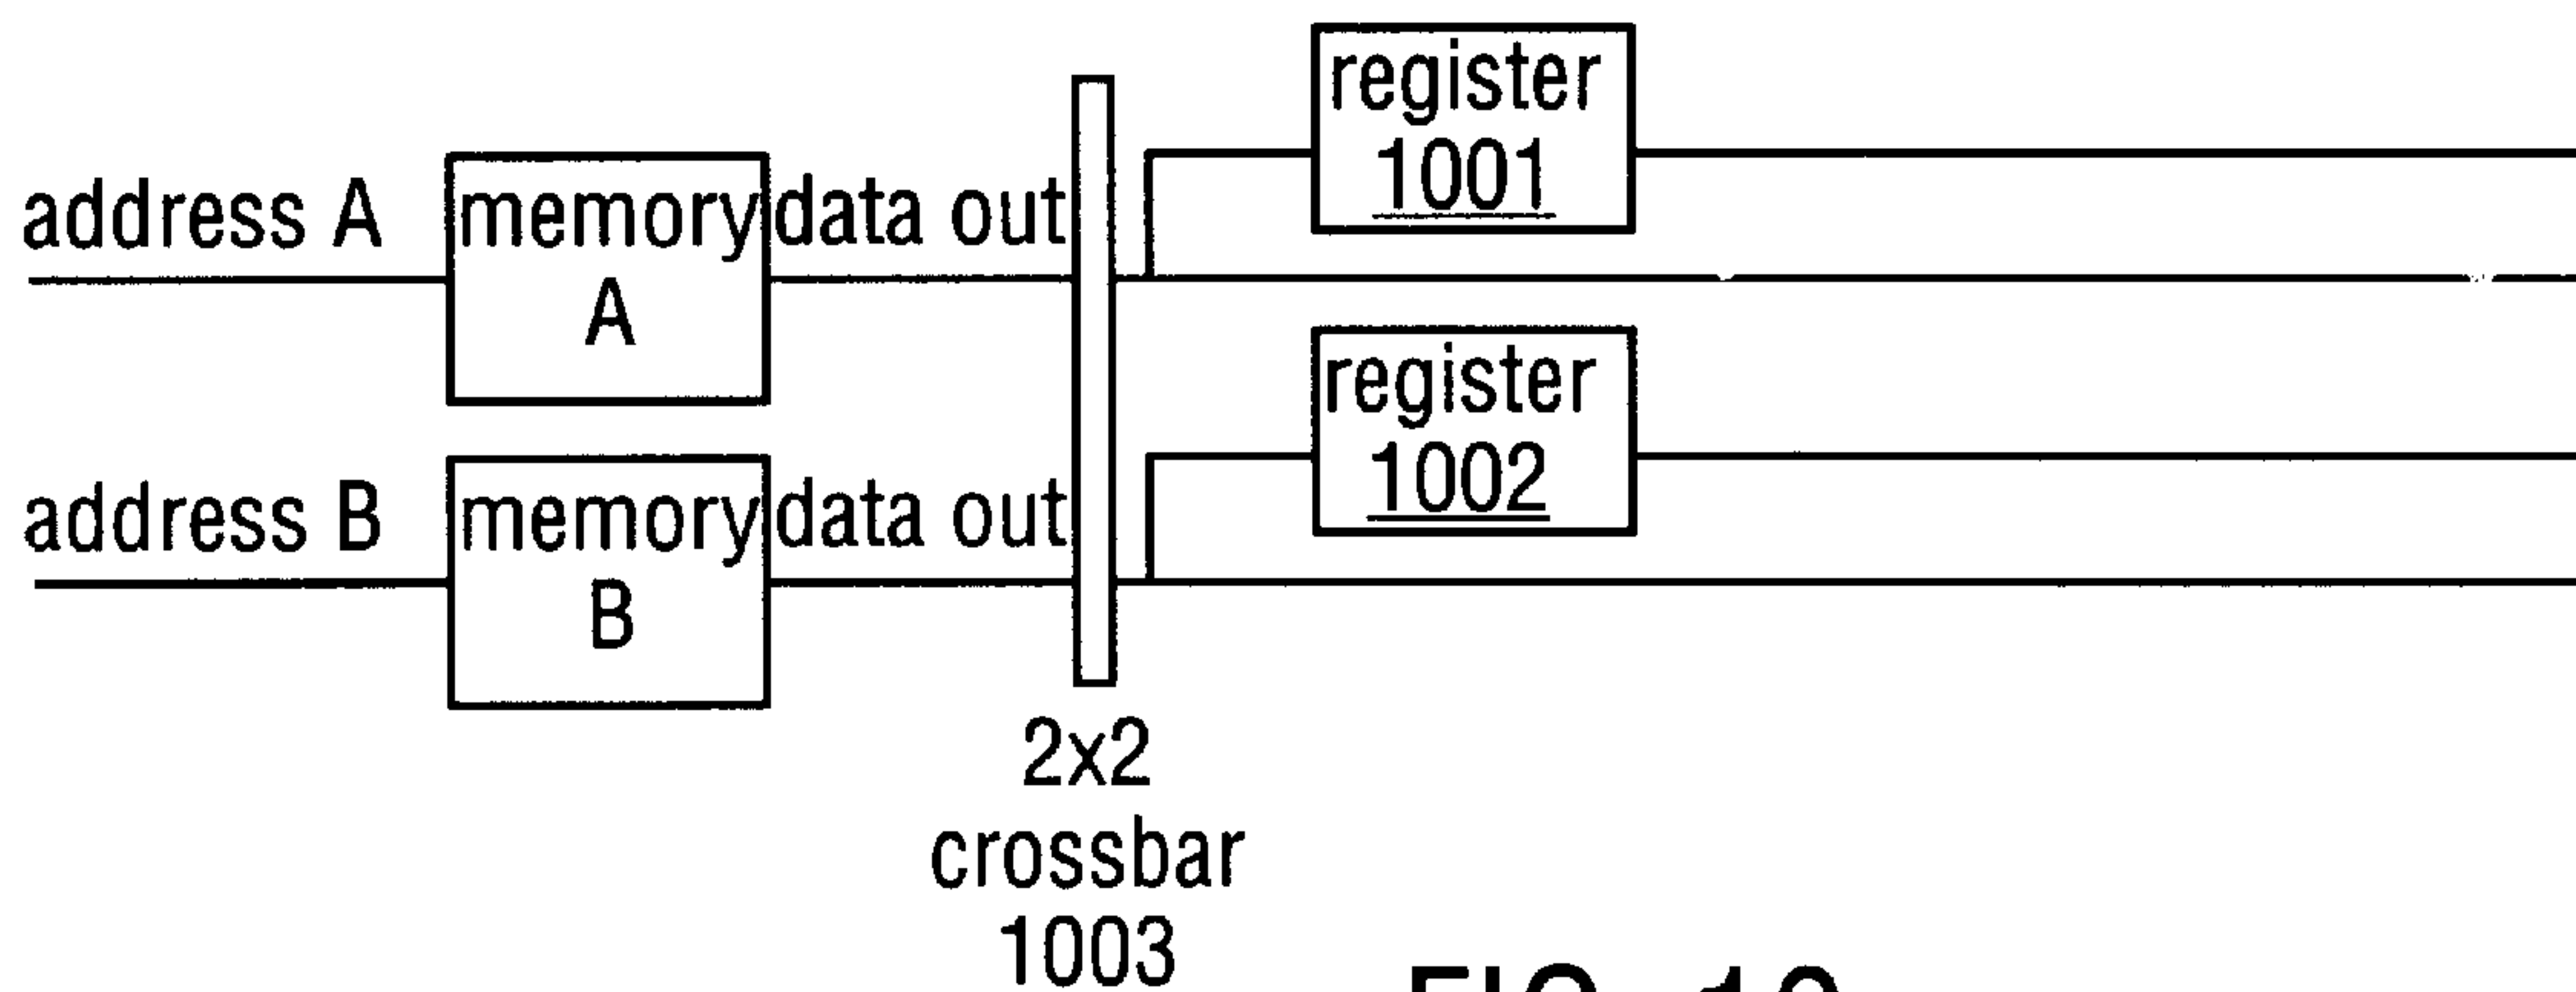 register
1001
address A
memory
A
data out
register
1002
address B
memory
B
data out
2x2
crossbar
1003